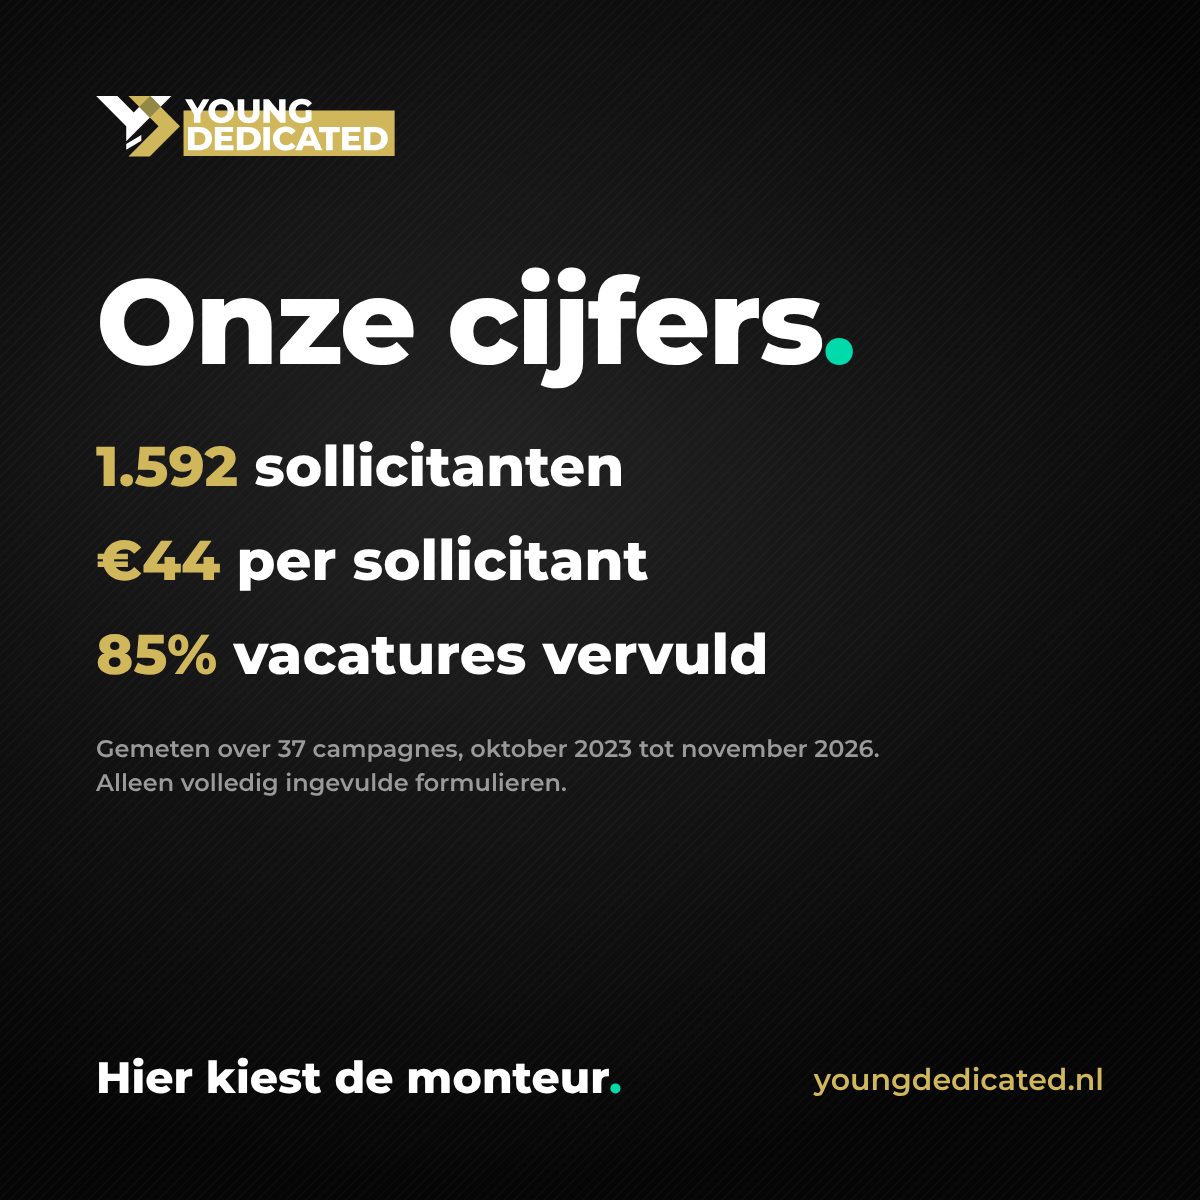 YOUNG
DEDICATED
Onze cijfers.
1.592 sollicitanten
€44 per sollicitant
85% vacatures vervuld
Gemeten over 37 campagnes, oktober 2023 tot november 2026.
Alleen volledig ingevulde formulieren.
Hier kiest de monteur.
youngdedicated.nl